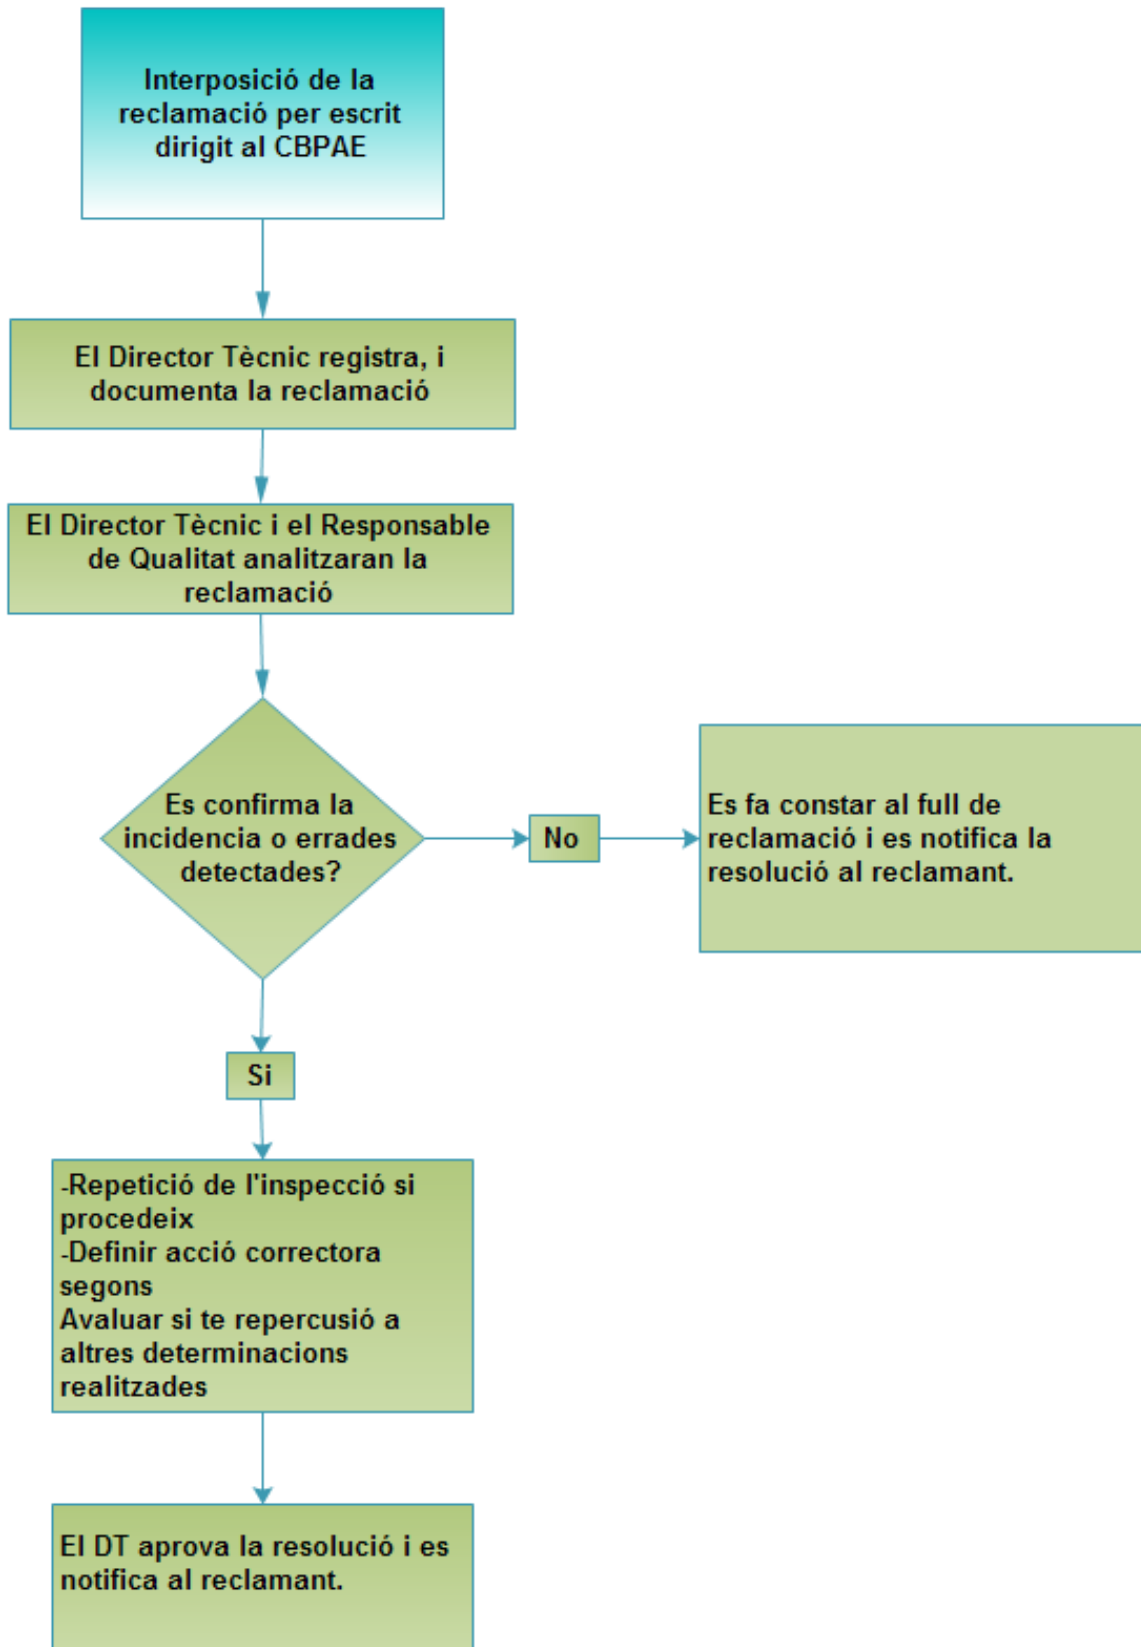 Interposició de la
reclamació per escrit
dirigit al CBPAE
El Director Tècnic registra, i
documenta la reclamació
El Director Tècnic i el Responsable
de Qualitat analitzaran la
reclamació
Es confirma la
incidencia o errades
detectades?
No
Es fa constar al full de
reclamació i es notifica la
resolució al reclamant.
Si
-Repetició de l'inspecció si
procedeix
-Definir acció correctora
segons
Avaluar si te repercusió a
altres determinacions
realitzades
El DT aprova la resolució i es
notifica al reclamant.